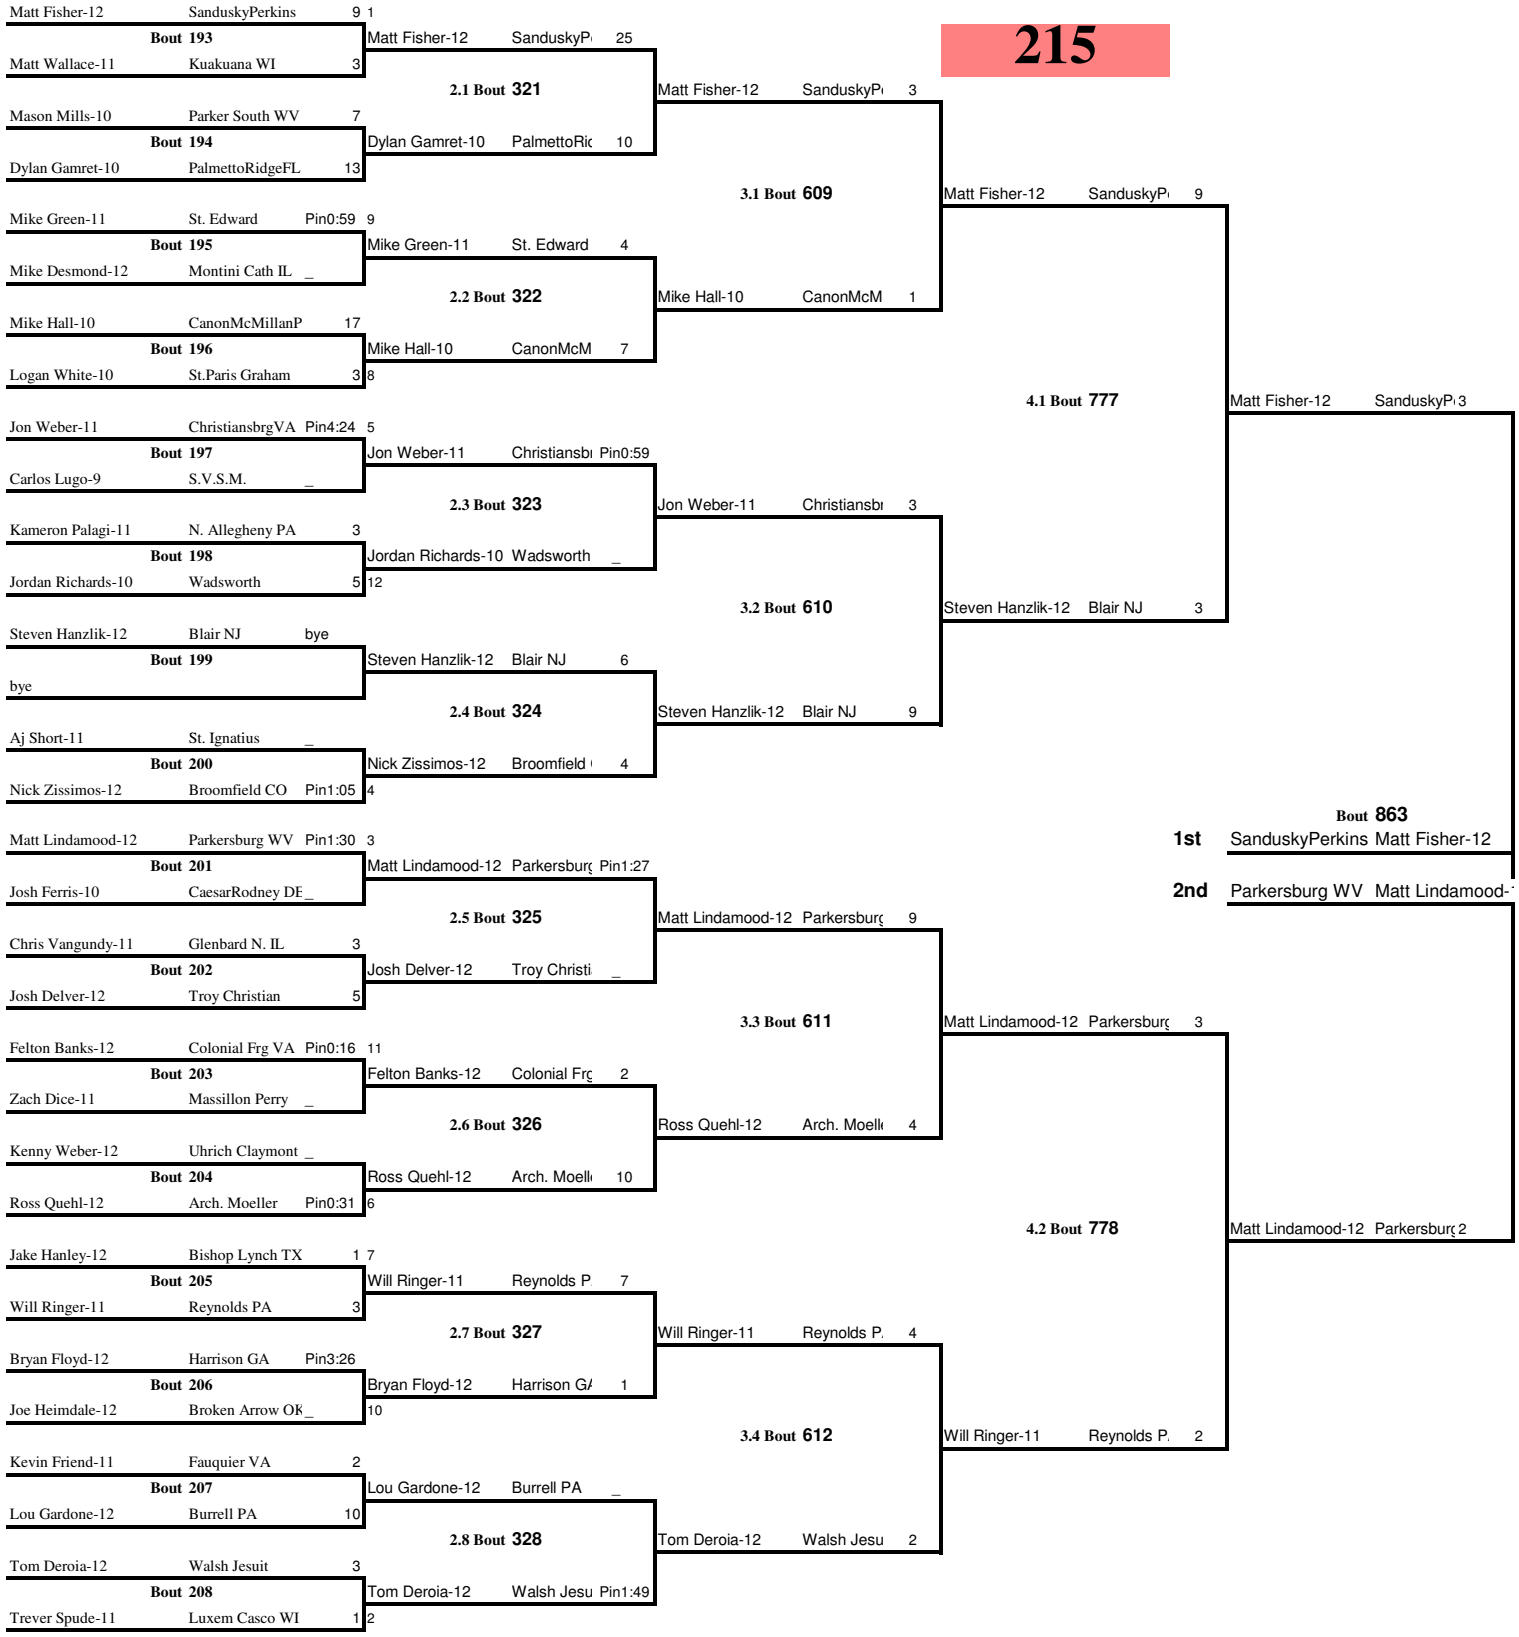 Matt Fisher-12 SanduskyPerkins 9 1
215
Bout 193 Matt Fisher-12 SanduskyP 25
Matt Wallace-11 Kuakuana WI 3
2.1 Bout 321 Matt Fisher-12 SanduskyP 3
Mason Mills-10 Parker South WV 7
Bout 194 Dylan Gamret-10 PalmettoRid 10
Dylan Gamret-10 PalmettoRidgeFL 13
3.1 Bout 609 Matt Fisher-12 SanduskyP 9
Mike Green-11 St. Edward Pin0:59 9
Bout 195 Mike Green-11 St. Edward 4
Mike Desmond-12 Montini Cath IL _
2.2 Bout 322 Mike Hall-10 CanonMcM 1
Mike Hall-10 CanonMcMillanP 17
Bout 196 Mike Hall-10 CanonMcM 7
Logan White-10 St.Paris Graham 3 8
4.1 Bout 777 Matt Fisher-12 SanduskyP 3
Jon Weber-11 ChristiansbrgVA Pin4:24 5
Bout 197 Jon Weber-11 Christiansb Pin0:59
Carlos Lugo-9 S.V.S.M. _
2.3 Bout 323 Jon Weber-11 Christiansb 3
Kameron Palagi-11 N. Allegheny PA 3
Bout 198 Jordan Richards-10 Wadsworth _
Jordan Richards-10 Wadsworth 5 12
3.2 Bout 610 Steven Hanzlik-12 Blair NJ 3
Steven Hanzlik-12 Blair NJ bye
Bout 199 Steven Hanzlik-12 Blair NJ 6
bye
2.4 Bout 324 Steven Hanzlik-12 Blair NJ 9
Aj Short-11 St. Ignatius _
Bout 200 Nick Zissimos-12 Broomfield 4
Nick Zissimos-12 Broomfield CO Pin1:05 4
Bout 863
Matt Lindamood-12 Parkersburg WV Pin1:30 3
1st SanduskyPerkins Matt Fisher-12
Bout 201 Matt Lindamood-12 Parkersburg Pin1:27
Josh Ferris-10 CaesarRodney DE _
2nd Parkersburg WV Matt Lindamood-
2.5 Bout 325 Matt Lindamood-12 Parkersburg 9
Chris Vangundy-11 Glenbard N. IL 3
Bout 202 Josh Delver-12 Troy Christi _
Josh Delver-12 Troy Christian 5
3.3 Bout 611 Matt Lindamood-12 Parkersburg 3
Felton Banks-12 Colonial Frg VA Pin0:16 11
Bout 203 Felton Banks-12 Colonial Frg 2
Zach Dice-11 Massillon Perry _
2.6 Bout 326 Ross Quehl-12 Arch. Moell 4
Kenny Weber-12 Uhrich Claymont _
Bout 204 Ross Quehl-12 Arch. Moell 10
Ross Quehl-12 Arch. Moeller Pin0:31 6
4.2 Bout 778 Matt Lindamood-12 Parkersburg 2
Jake Hanley-12 Bishop Lynch TX 1 7
Bout 205 Will Ringer-11 Reynolds P 7
Will Ringer-11 Reynolds PA 3
2.7 Bout 327 Will Ringer-11 Reynolds P 4
Bryan Floyd-12 Harrison GA Pin3:26
Bout 206 Bryan Floyd-12 Harrison GA 1
Joe Heimdale-12 Broken Arrow OK _ 10
3.4 Bout 612 Will Ringer-11 Reynolds P 2
Kevin Friend-11 Fauquier VA 2
Bout 207 Lou Gardone-12 Burrell PA _
Lou Gardone-12 Burrell PA 10
2.8 Bout 328 Tom Deroia-12 Walsh Jesu 2
Tom Deroia-12 Walsh Jesuit 3
Bout 208 Tom Deroia-12 Walsh Jesu Pin1:49
Trever Spude-11 Luxem Casco WI 1 2